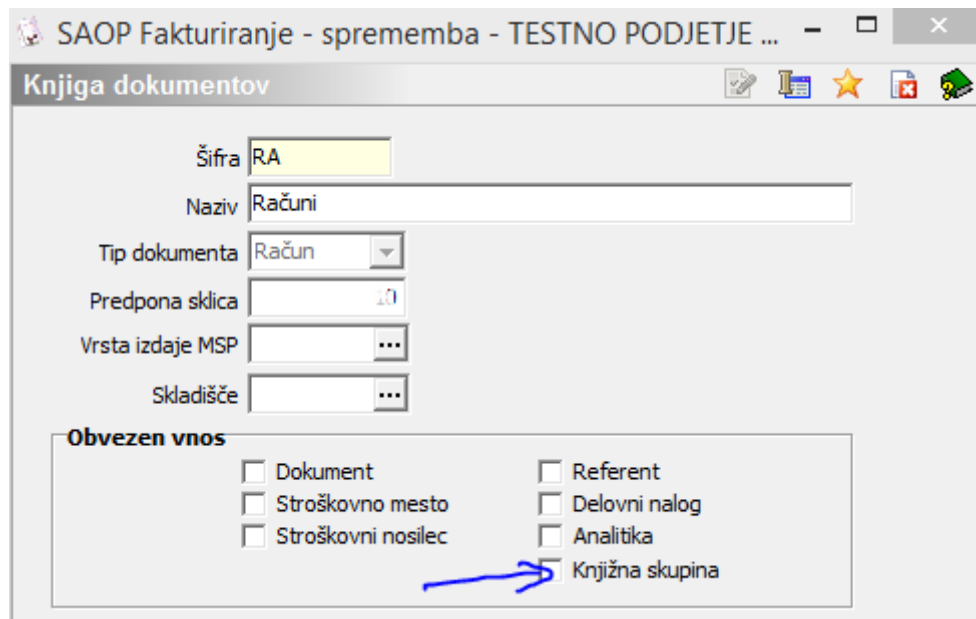 SAOP Fakturiranje - sprememba - TESTNO PODJETJE ...
Knjiga dokumentov
Šifra RA
Naziv Računi
Tip dokumenta Račun
Predpona sklica 10
Vrsta izdaje MSP ...
Skladišče ...
Obvezen vnos
Dokument Referent
Stroškovno mesto Delovni nalog
Stroškovni nosilec Analitika
Knjižna skupina